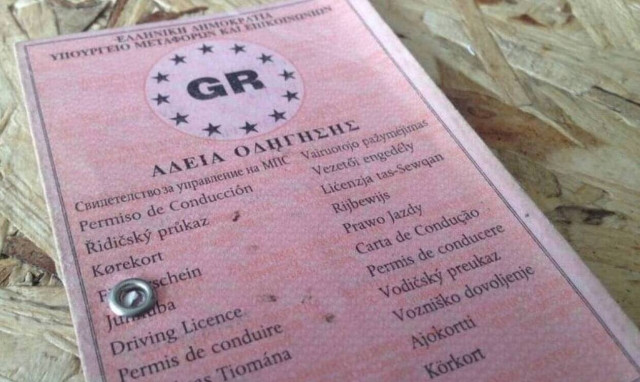 ΕΛΛΗΝΙΚΗ ΔΗΜΟΚΡΑΤΙΑ
ΥΠΟΥΡΓΕΙΟ ΜΕΤΑΦΟΡΩΝ ΚΑΙ ΕΠΙΚΟΙΝΩΝΙΩΝ
GR
ΑΔΕΙΑ ΟΔΗΓΗΣΗΣ
Свидетелство за управление на МПС
Permiso de Conducción
Řidičský průkaz
Kørekort
Driving Licence
Permis de conduire
Tiomána
Vairuotojo pažymėjimas
Vezetői engedély
Liċenzja tas-Sewqan
Rijbewijs
Prawo Jazdy
Carta de Condução
Permis de conducere
Vodičský preukaz
Vozniško dovoljenje
Ajokortti
Körkort